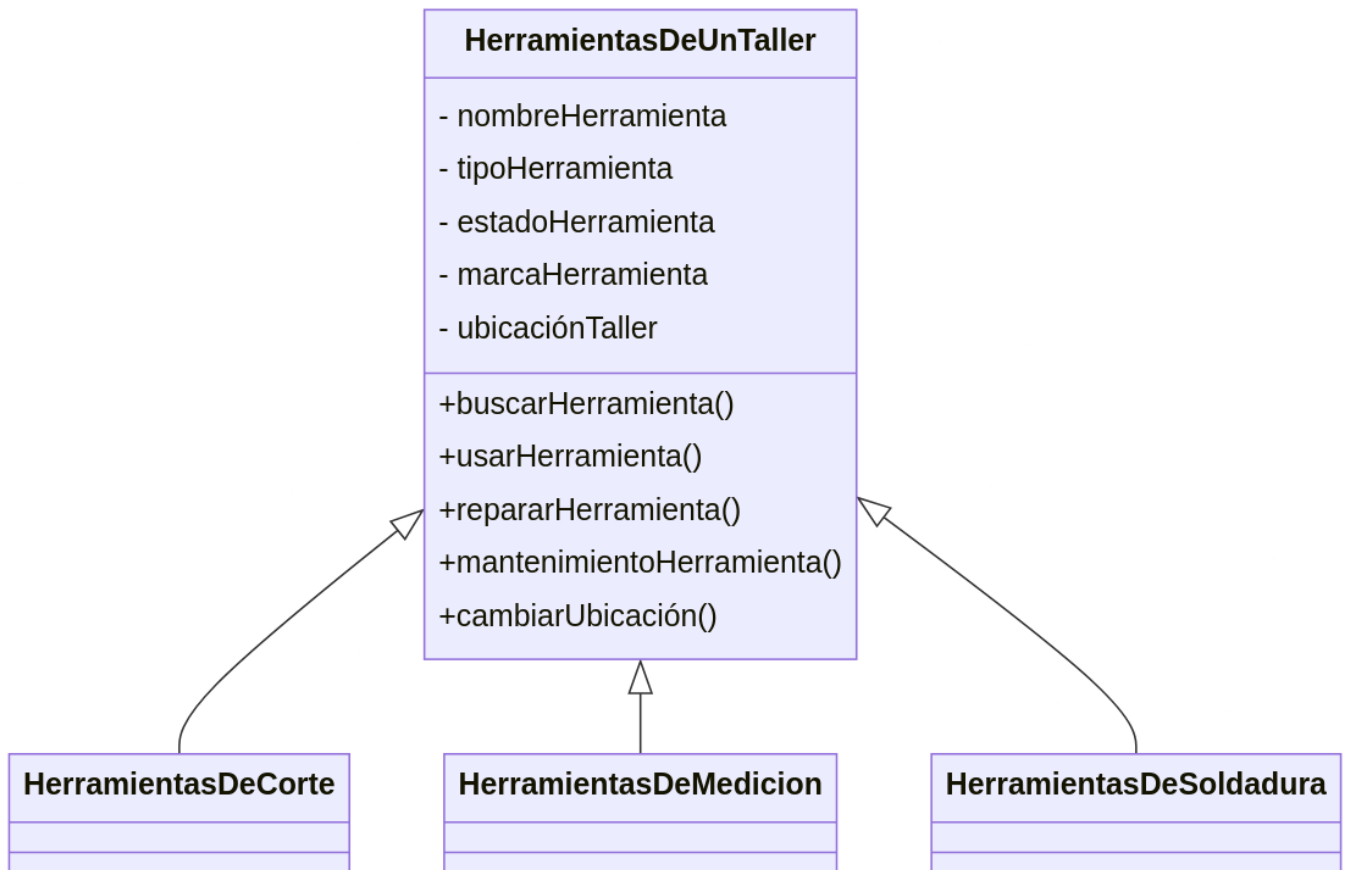 HerramientasDeUnTaller
- nombreHerramienta
- tipoHerramienta
- estadoHerramienta
- marcaHerramienta
- ubicaciónTaller
+buscarHerramienta()
+usarHerramienta()
+repararHerramienta()
+mantenimientoHerramienta()
+cambiarUbicación()
HerramientasDeCorte
HerramientasDeMedicion
HerramientasDeSoldadura